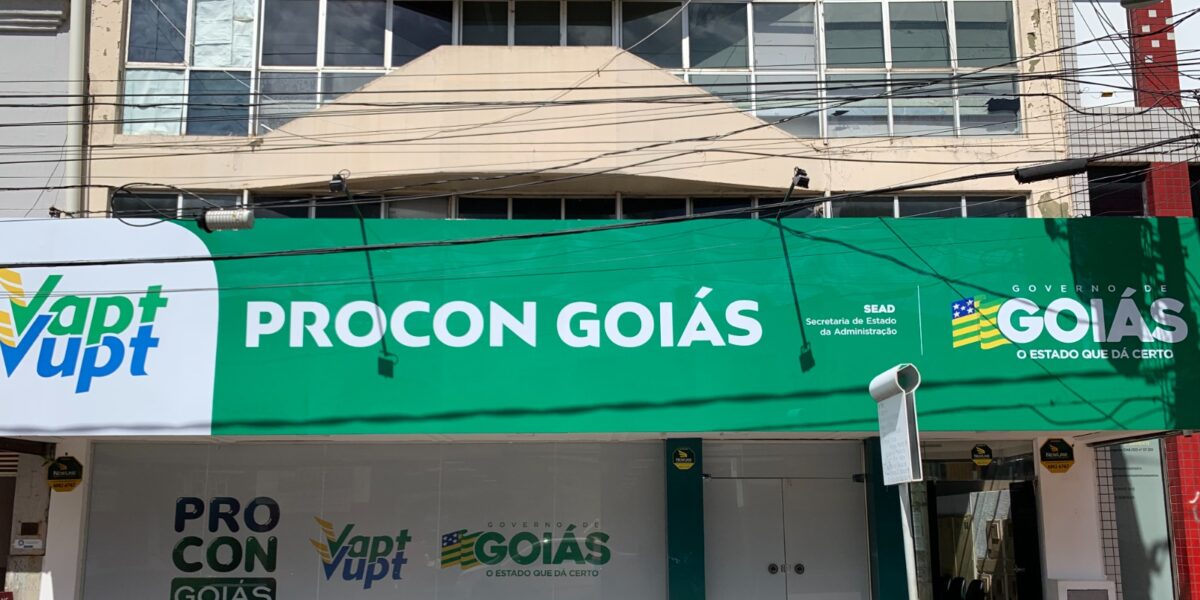 Vapt
Vupt
PROCON GOIÁS
SEAD
Secretaria de Estado
da Administração
GOVERNO DE
GOIÁS
O ESTADO QUE DÁ CERTO
PRO
CON
GOIÁS
Vapt
Vupt
GOVERNO DE
GOIÁS
O ESTADO QUE DÁ CERTO